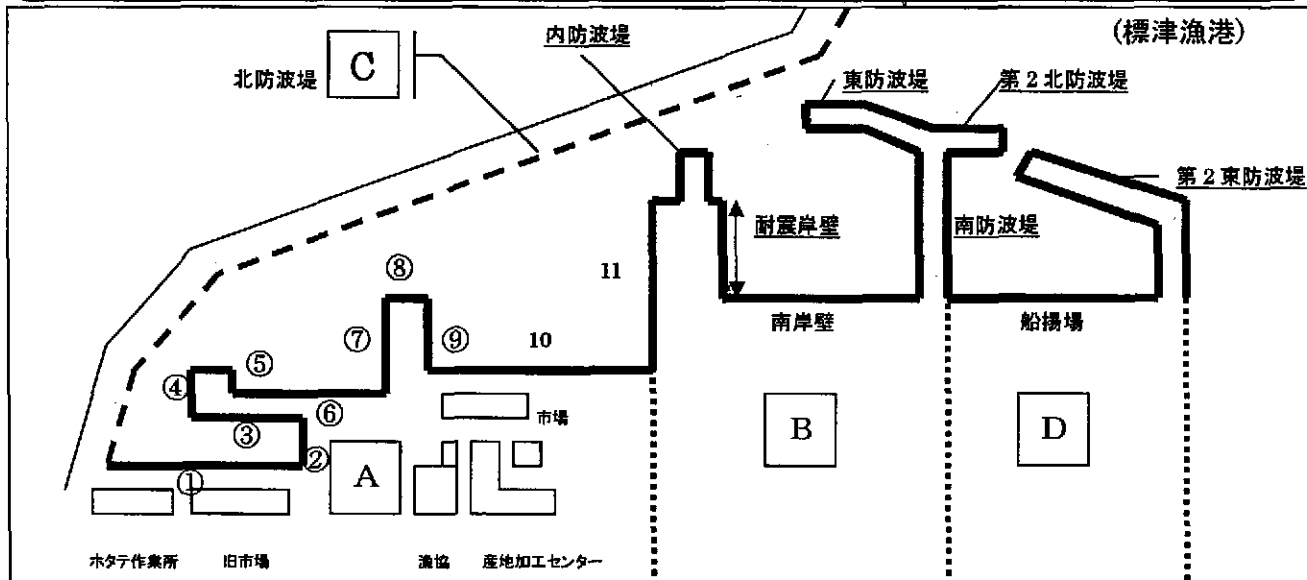 (標津漁港)
内防波堤
C
北防波堤
東防波堤
第2北防波堤
第2東防波堤
耐震岸壁
南防波堤
11
⑧
南岸壁
船揚場
⑦
⑨
10
⑤
④
⑥
市場
③
②
A
B
D
①
ホタテ作業所
旧市場
漁協
産地加工センター